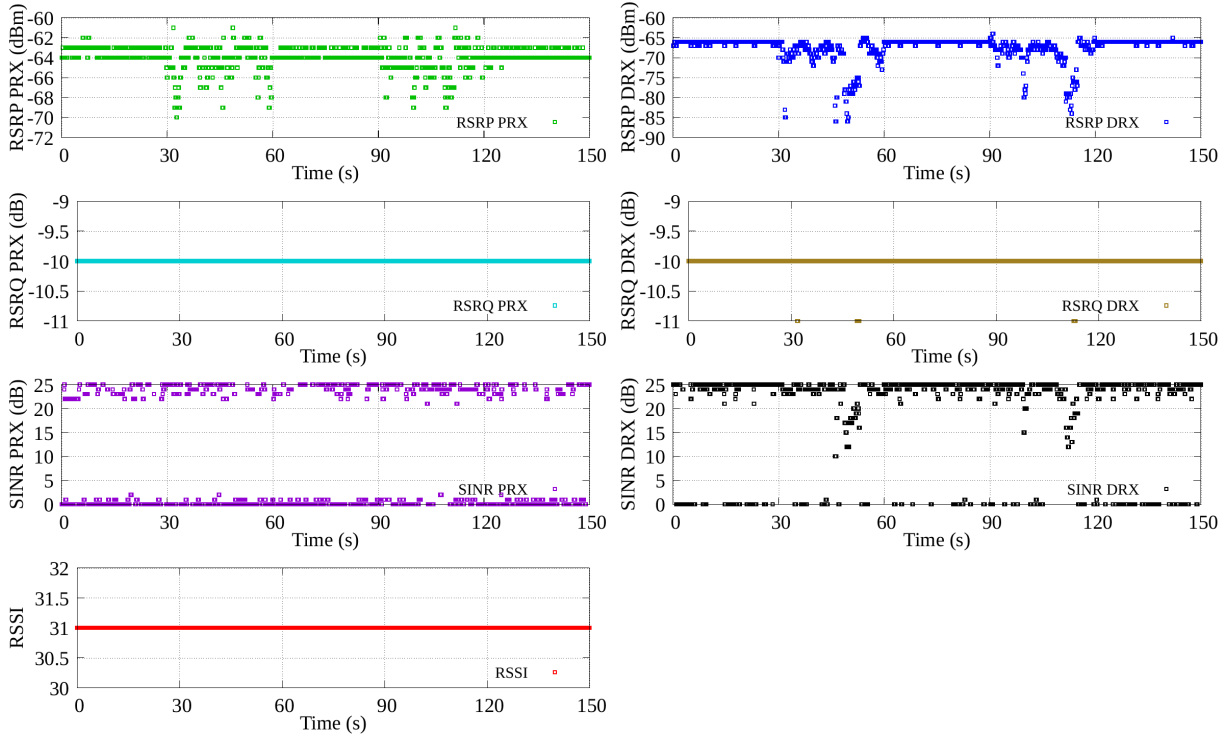 RSRP PRX (dBm)
-60
-62
-64
-66
-68
-70
-72
RSRP PRX
0 30 60 90 120 150
Time (s)
RSRP DRX (dBm)
-60
-65
-70
-75
-80
-85
-90
RSRP DRX
0 30 60 90 120 150
Time (s)
RSRQ PRX (dB)
-9
-9.5
-10
-10.5
-11
RSRQ PRX
0 30 60 90 120 150
Time (s)
RSRQ DRX (dB)
-9
-9.5
-10
-10.5
-11
RSRQ DRX
0 30 60 90 120 150
Time (s)
SINR PRX (dB)
25
20
15
10
5
0
SINR PRX
0 30 60 90 120 150
Time (s)
SINR DRX (dB)
25
20
15
10
5
0
SINR DRX
0 30 60 90 120 150
Time (s)
RSSI
32
31.5
31
30.5
30
RSSI
0 30 60 90 120 150
Time (s)